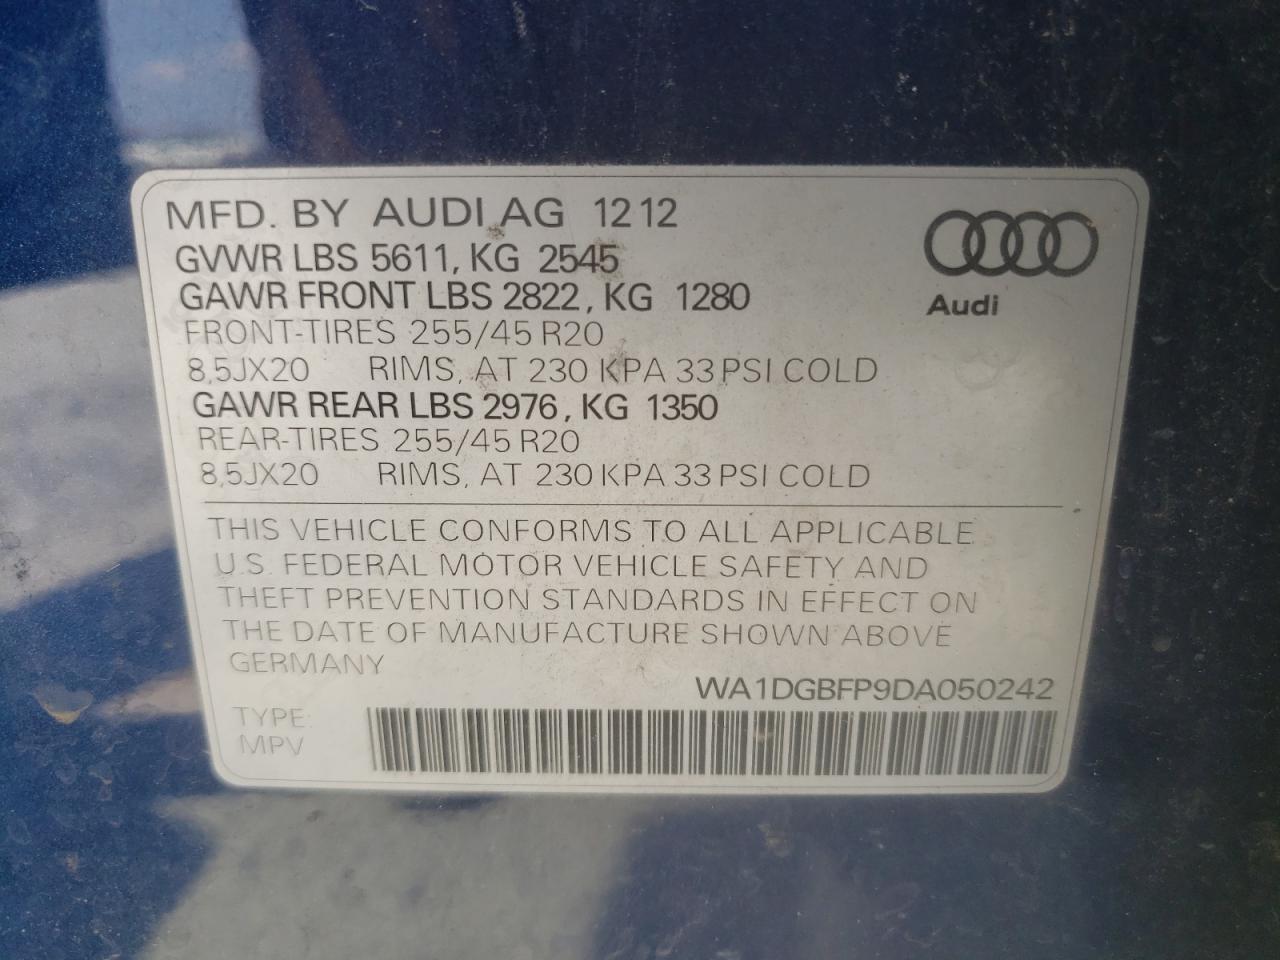 MFD. BY AUDI AG 12 12
GVWR LBS 5611, KG 2545
GAWR FRONT LBS 2822, KG 1280
FRONT-TIRES 255/45 R20
8,5JX20 RIMS, AT 230 KPA 33 PSI COLD
GAWR REAR LBS 2976, KG 1350
REAR-TIRES 255/45 R20
8,5JX20 RIMS, AT 230 KPA 33 PSI COLD
Audi
THIS VEHICLE CONFORMS TO ALL APPLICABLE
U.S. FEDERAL MOTOR VEHICLE SAFETY AND
THEFT PREVENTION STANDARDS IN EFFECT ON
THE DATE OF MANUFACTURE SHOWN ABOVE
GERMANY
WA1DGBFP9DA050242
TYPE:
MPV